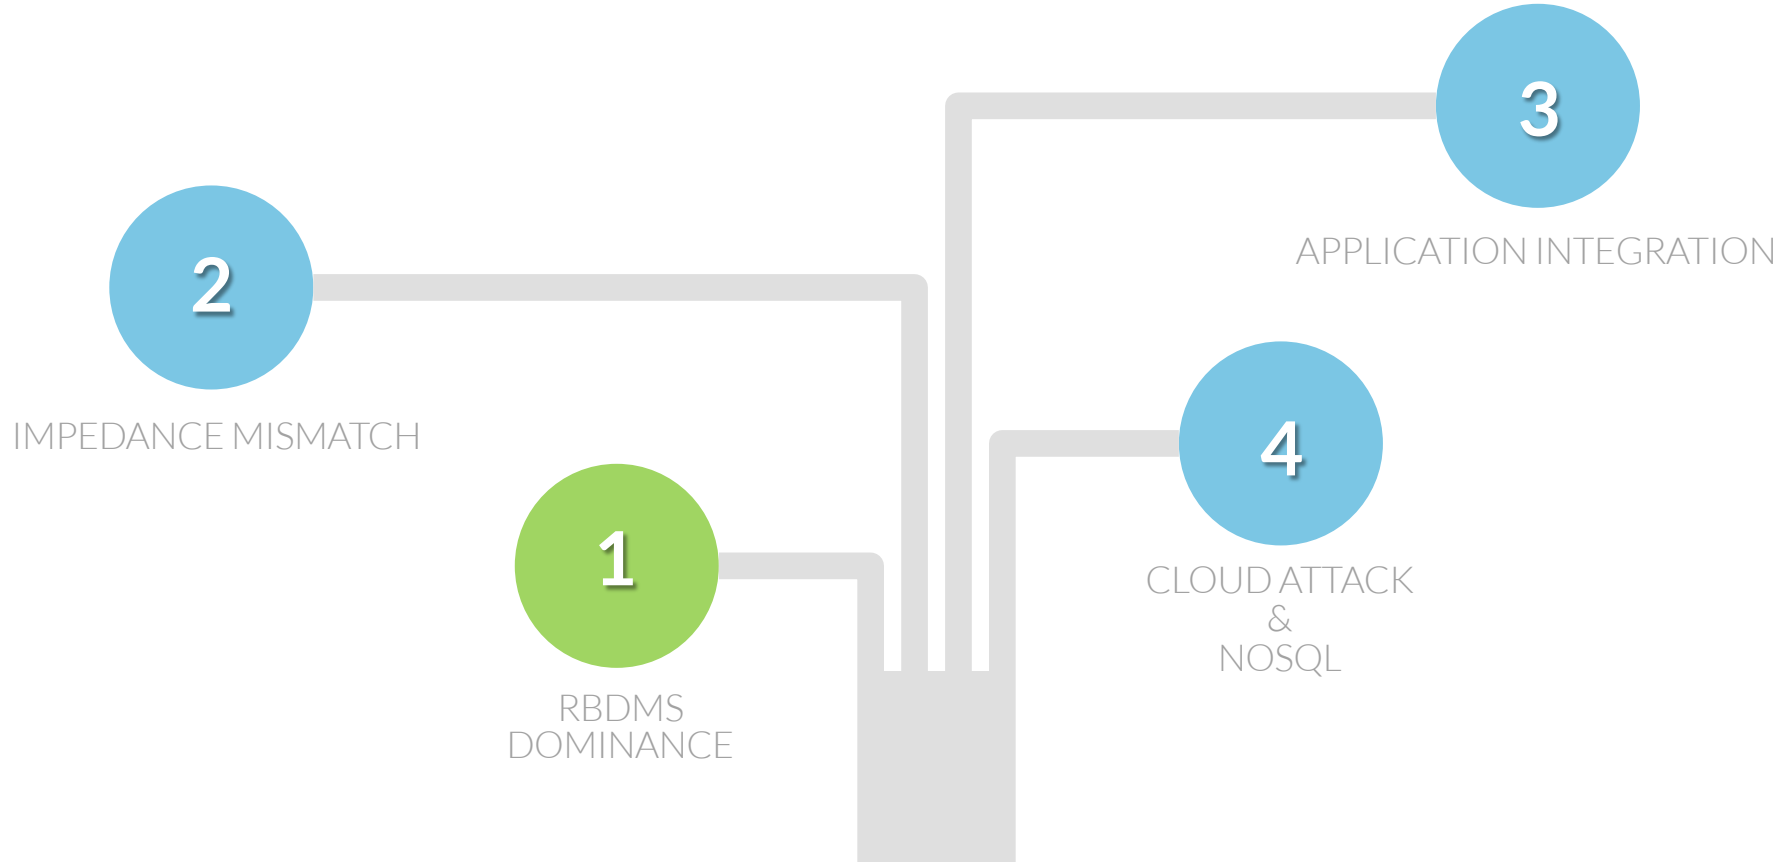 1
RBDMS
DOMINANCE
2
IMPEDANCE MISMATCH
3
APPLICATION INTEGRATION
4
CLOUD ATTACK
&
NOSQL